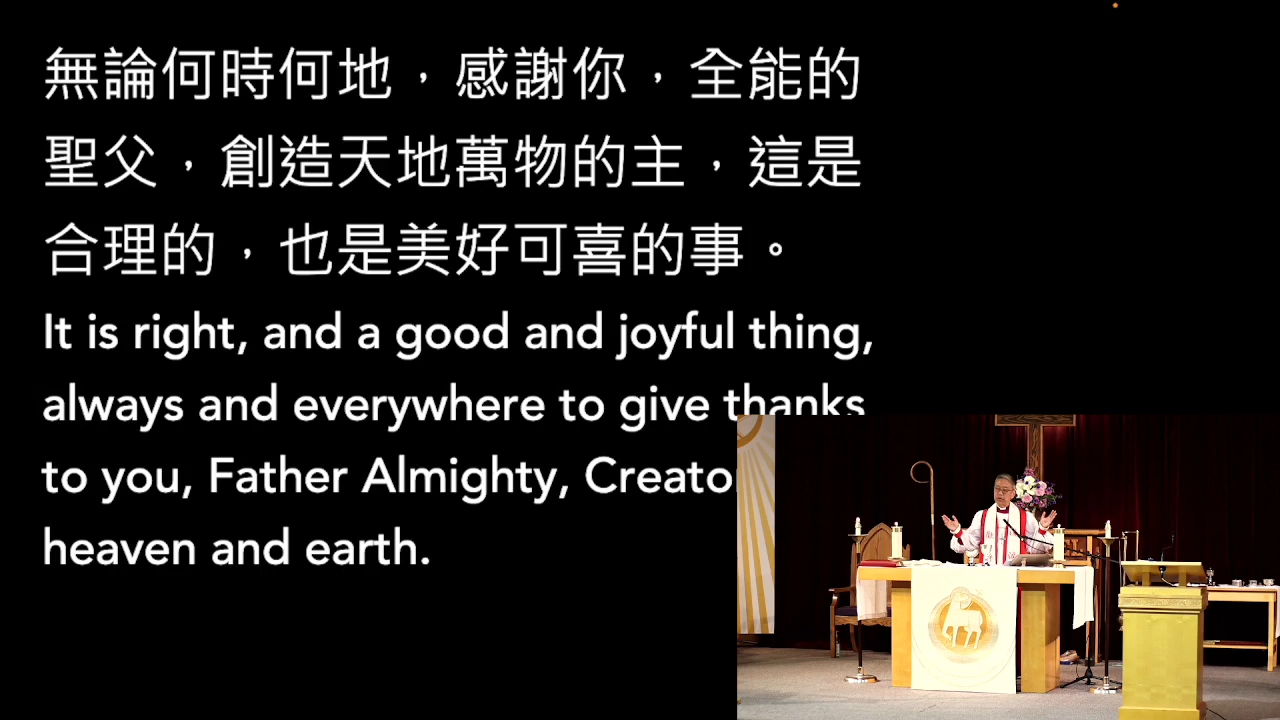 無論何時何地，感謝你，全能的
聖父，創造天地萬物的主，這是
合理的，也是美好可喜的事。
It is right, and a good and joyful thing,
always and everywhere to give thanks
to you, Father Almighty, Creato
heaven and earth.